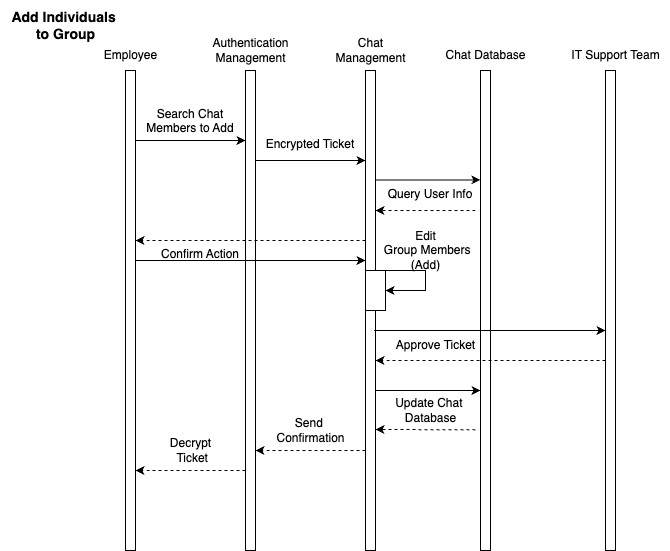 Add Individuals
to Group
Employee
Authentication
Management
Chat
Management
Chat Database
IT Support Team
Search Chat
Members to Add
Encrypted Ticket
Query User Info
Edit
Group Members
(Add)
Confirm Action
Approve Ticket
Update Chat
Database
Send
Confirmation
Decrypt
Ticket